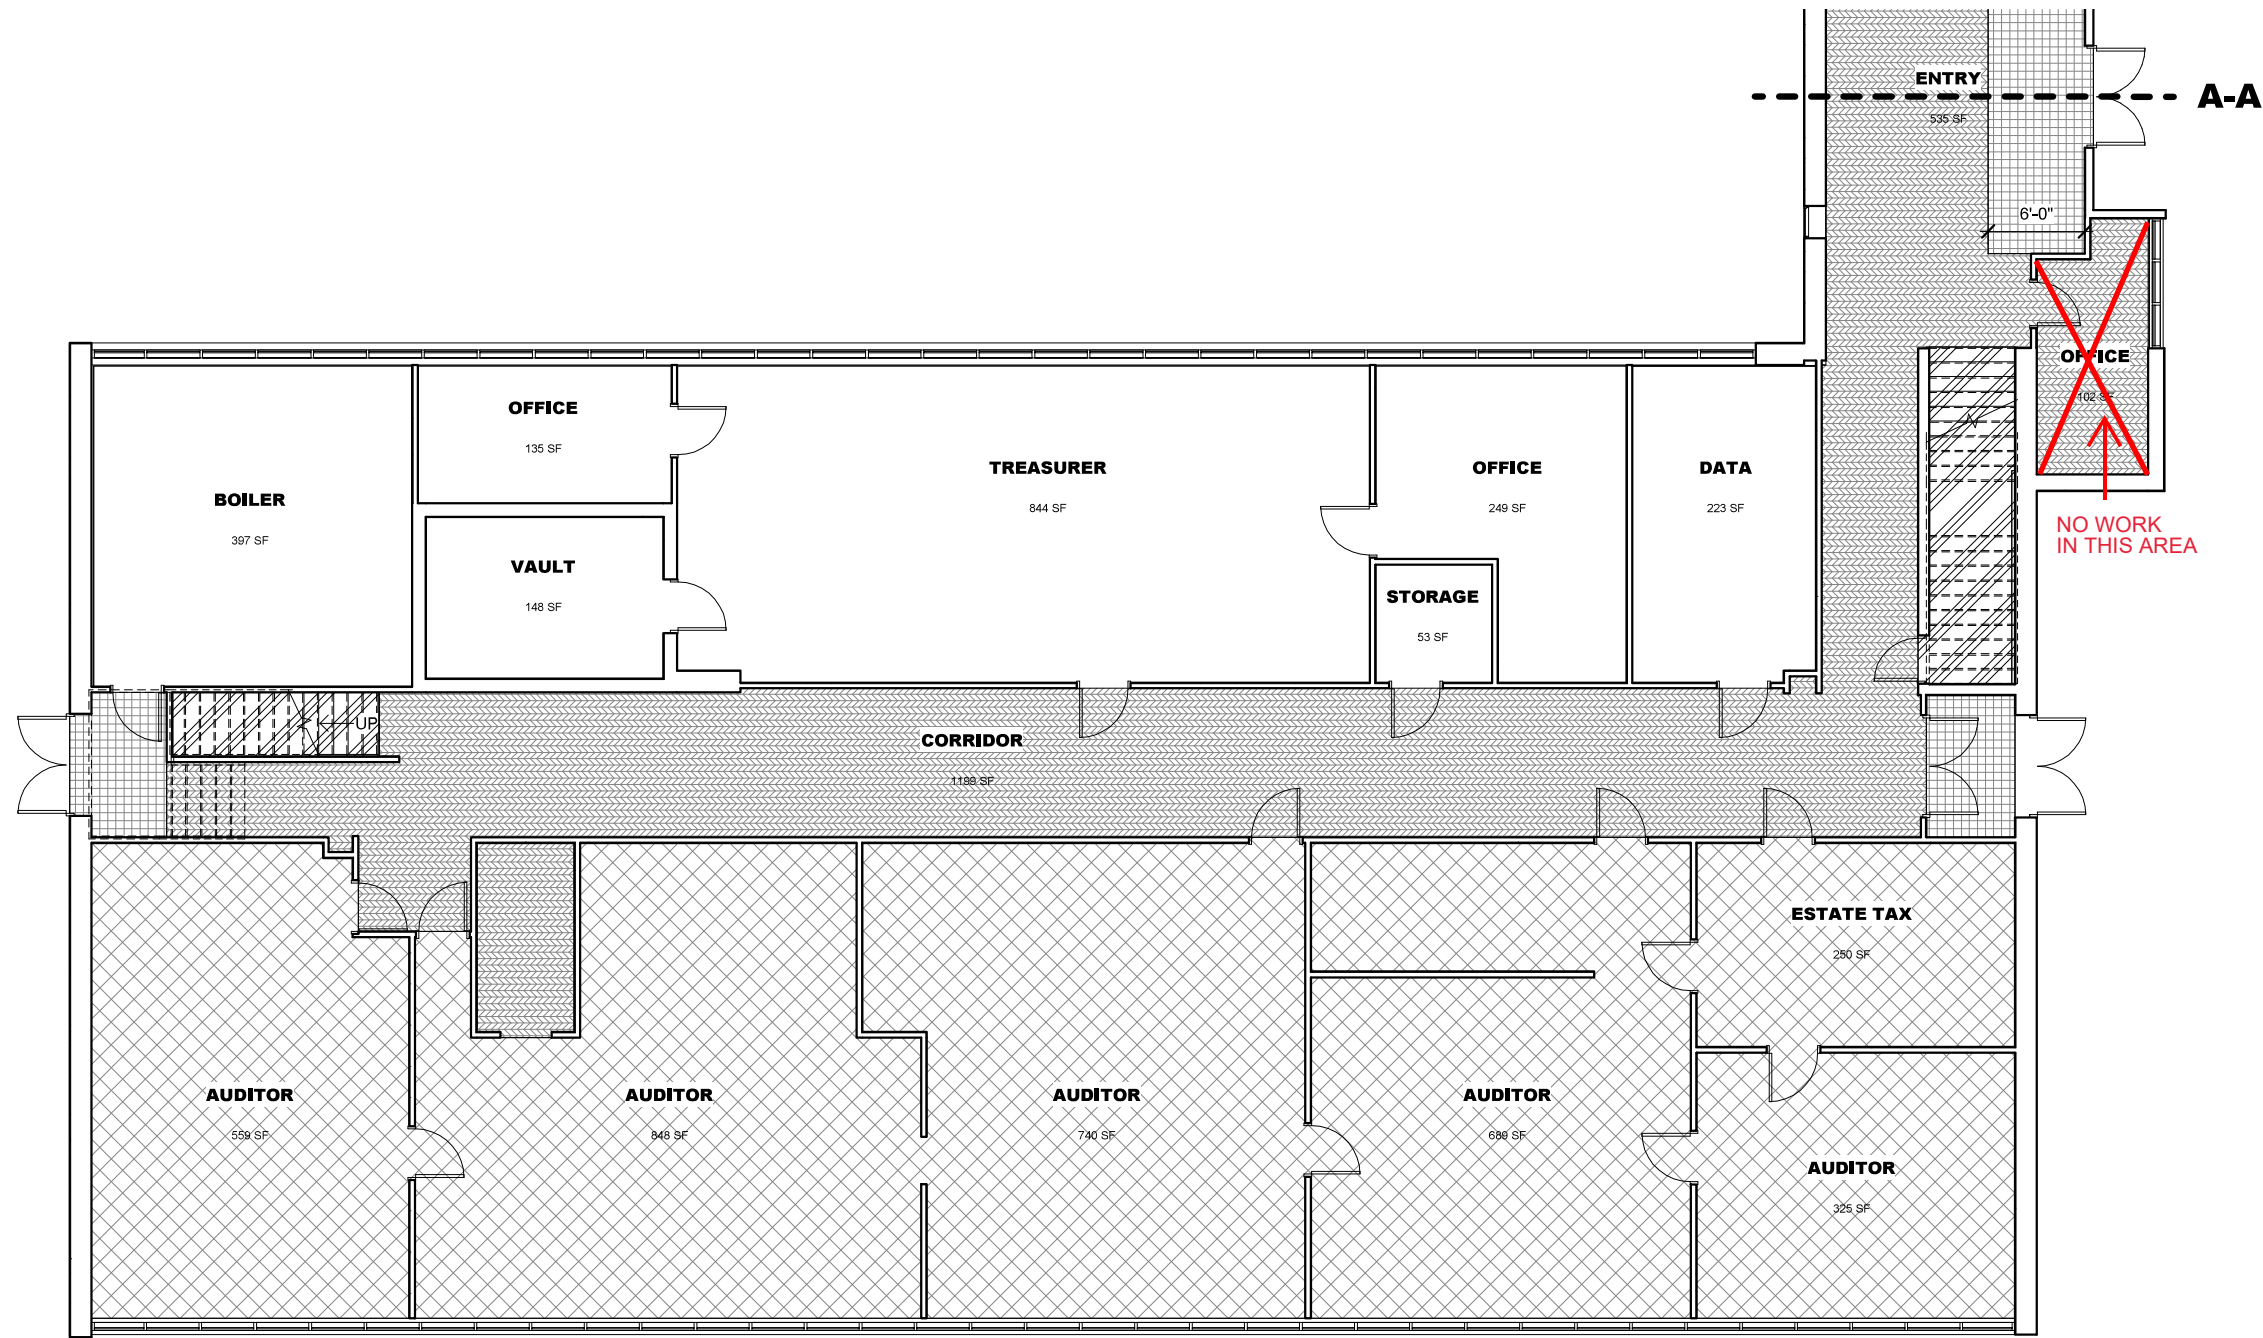 ENTRY
A-A
535 SF
6'-0"
OFFICE
102 SF
NO WORK
IN THIS AREA
OFFICE
135 SF
TREASURER
844 SF
OFFICE
249 SF
DATA
223 SF
BOILER
397 SF
VAULT
148 SF
STORAGE
53 SF
UP
CORRIDOR
1199 SF
ESTATE TAX
250 SF
AUDITOR
559 SF
AUDITOR
848 SF
AUDITOR
740 SF
AUDITOR
689 SF
AUDITOR
325 SF